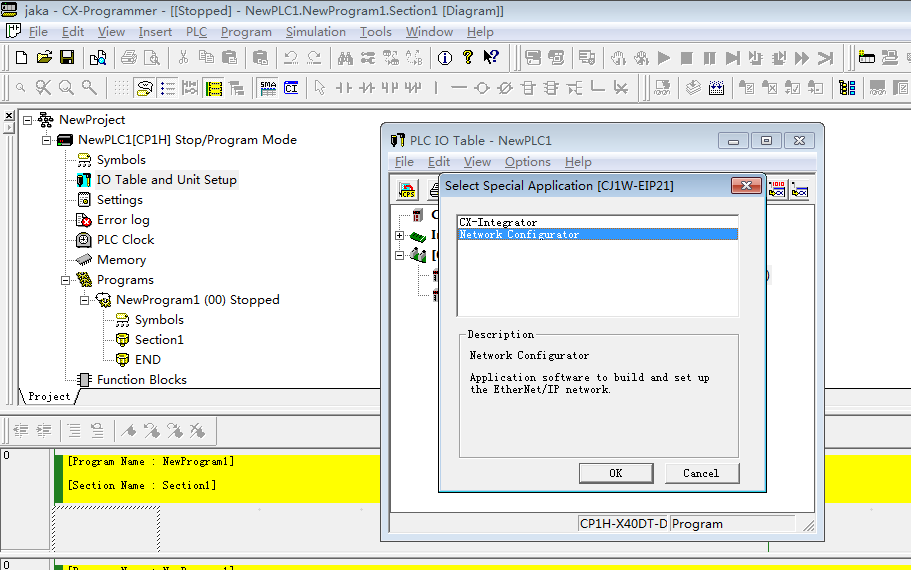 jaka - CX-Programmer - [[Stopped] - NewPLC1.NewProgram1.Section1 [Diagram]]
File Edit View Insert PLC Program Simulation Tools Window Help
NewProject
NewPLC1[CP1H] Stop/Program Mode
Symbols
IO Table and Unit Setup
Settings
Error log
PLC Clock
Memory
Programs
NewProgram1 (00) Stopped
Symbols
Section1
END
Function Blocks
Project
0
[Program Name : NewProgram1]
[Section Name : Section1]
0
PLC IO Table - NewPLC1
File Edit View Options Help
Select Special Application [CJ1W-EIP21]
CX-Integrator
Network Configurator
Description
Network Configurator
Application software to build and set up
the EtherNet/IP network.
OK Cancel
CP1H-X40DT-D Program